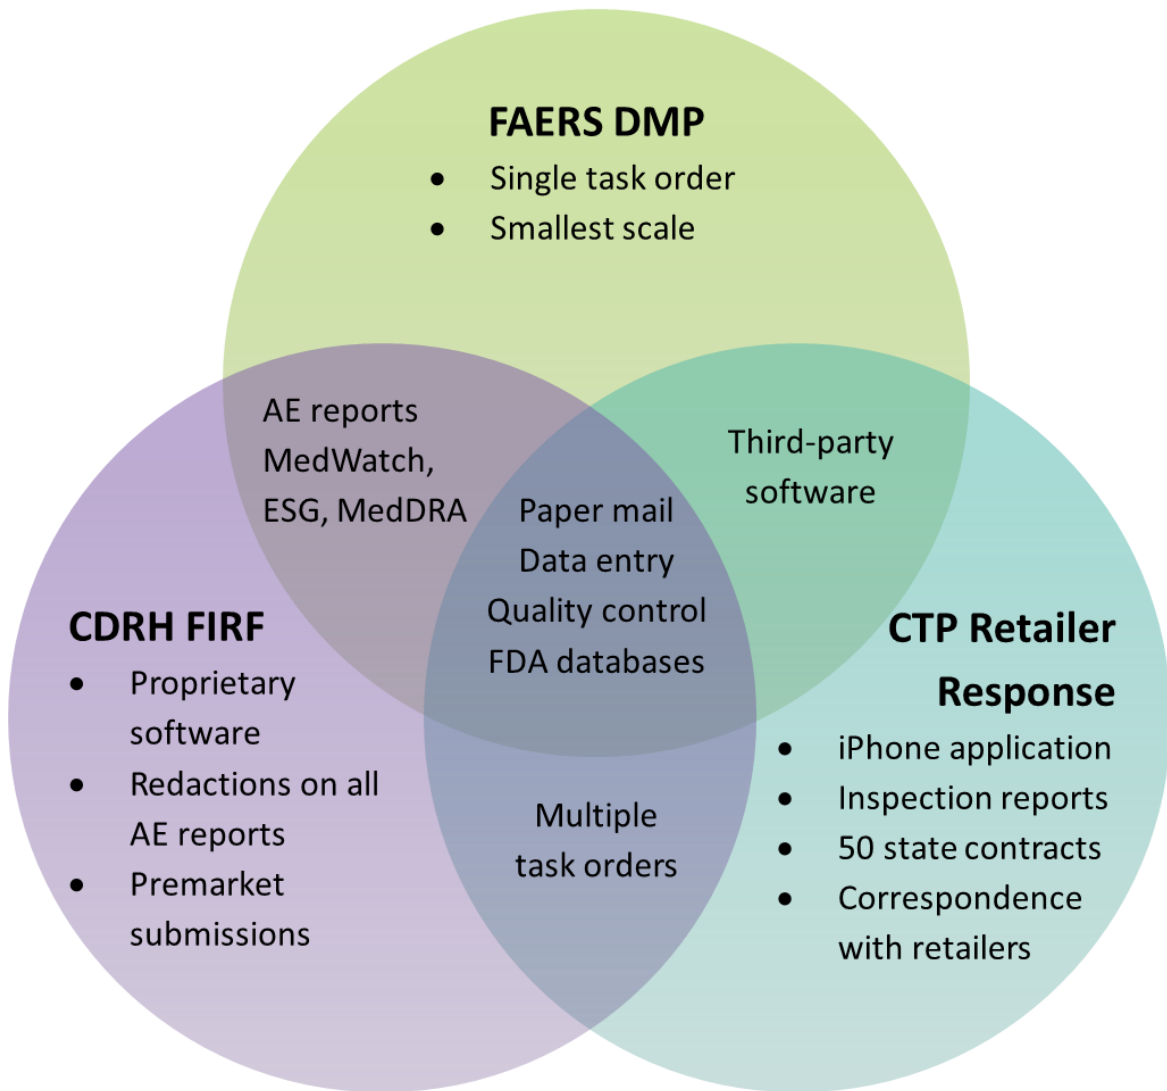 FAERS DMP
• Single task order
• Smallest scale
AE reports
MedWatch,
ESG, MedDRA
Third-party
software
Paper mail
Data entry
Quality control
FDA databases
CDRH FIRF
• Proprietary
software
• Redactions on all
AE reports
• Premarket
submissions
CTP Retailer
Response
• iPhone application
• Inspection reports
• 50 state contracts
• Correspondence
with retailers
Multiple
task orders